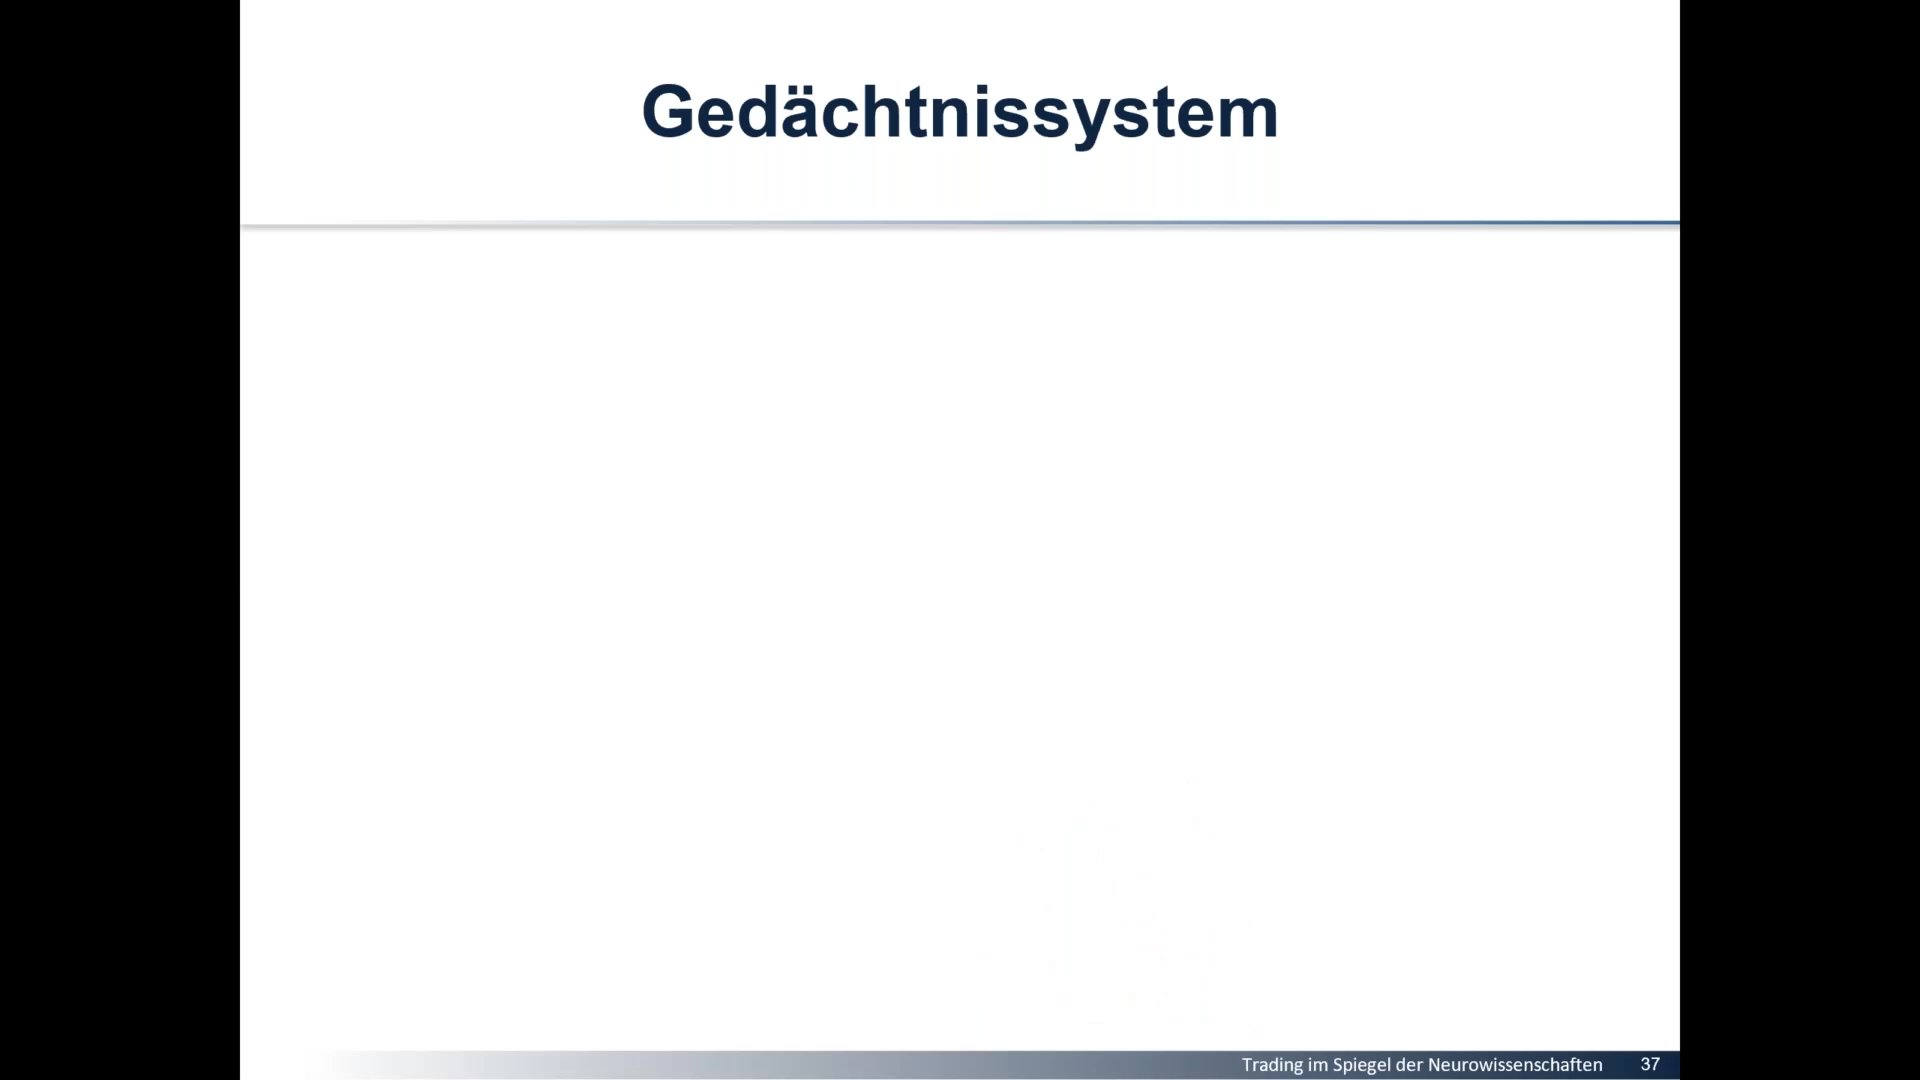 Gedächtnissystem
Trading im Spiegel der Neurowissenschaften 37